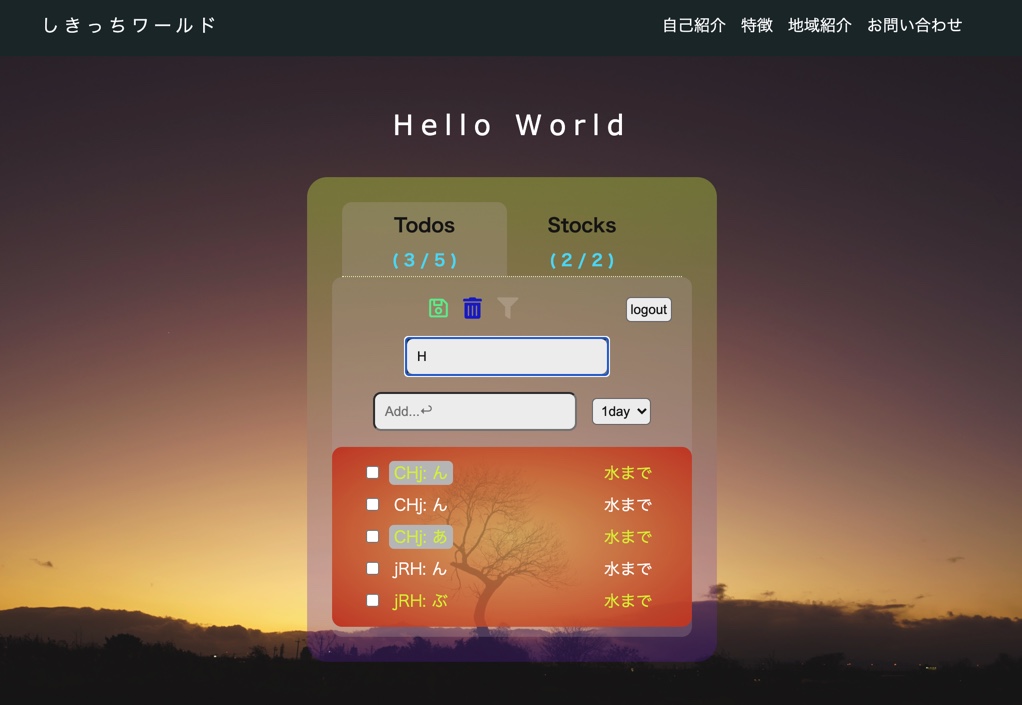 しきっちワールド
自己紹介 特徴 地域紹介 お問い合わせ
Hello World
Todos Stocks
(3/5) (2/2)
logout
H
Add...↩ 1day
CHj: ん 水まで
CHj: ん 水まで
CHj: あ 水まで
jRH: ん 水まで
jRH: ぶ 水まで